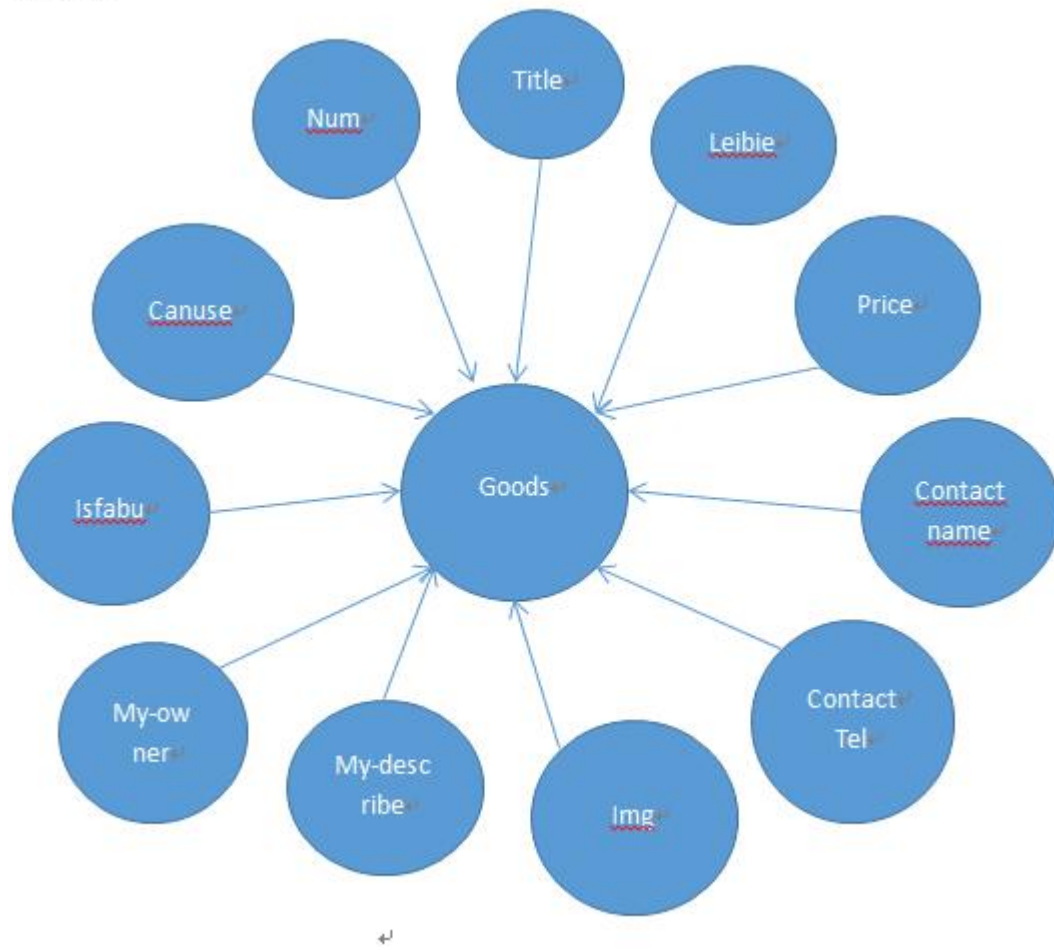 Title
Num
Leibie
Canuse
Price
Goods
Isfabu
Contact
name
My-ow
ner
My-desc
ribe
Img
Contact
Tel